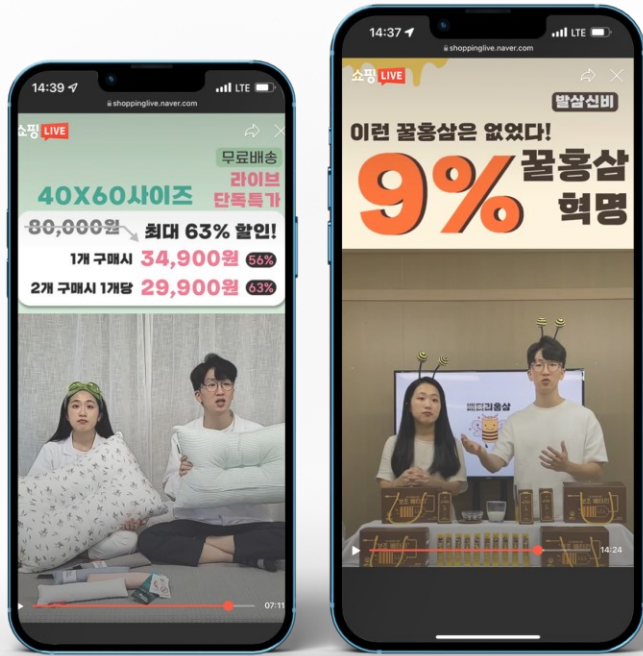 14:39
LTE
shoppinglive.naver.com
쇼핑 LIVE
무료배송
라이브
단독특가
40X60사이즈
80,000원
최대 63% 할인!
1개 구매시 34,900원 56%
2개 구매시 1개당 29,900원 63%
07:11
14:37
LTE
shoppinglive.naver.com
쇼핑 LIVE
발삼신비
이런 꿀홍삼은 없었다!
9% 꿀홍삼
혁명
14:24